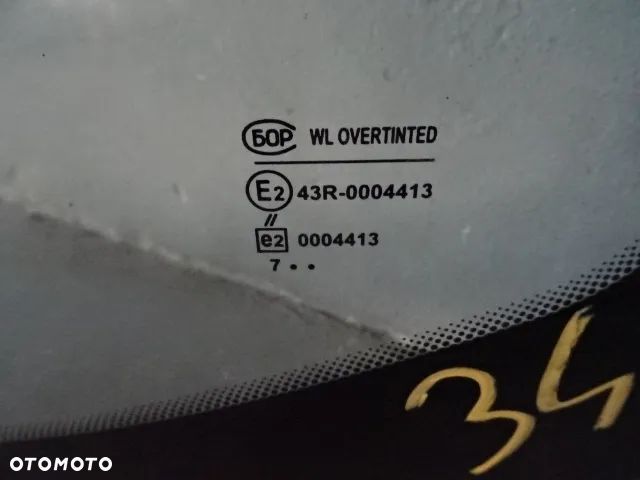 БОР WL OVERTINTED
E2 43R-0004413
//
e2 0004413
7 • •
34
OTOMOTO